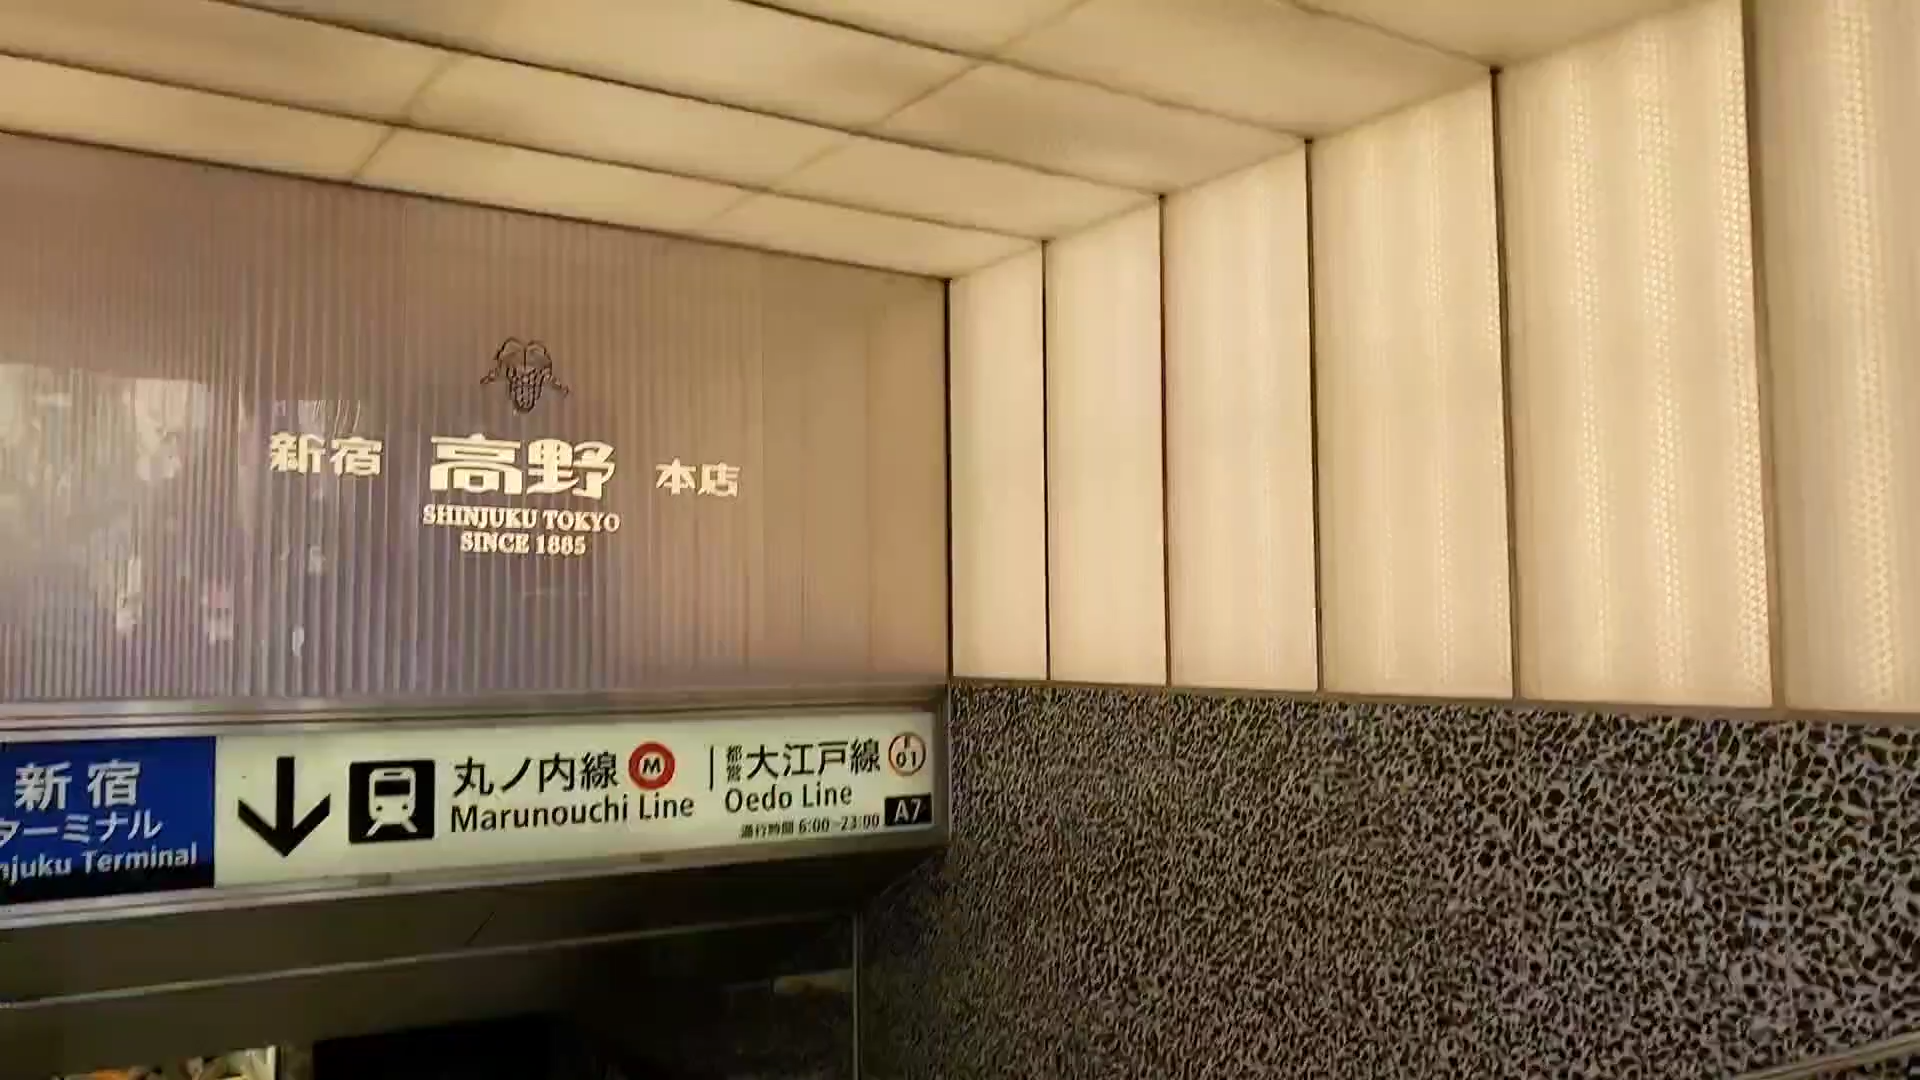 新宿 高野 本店
SHINJUKU TOKYO
SINCE 1885
新宿
ターミナル
Terminal
丸ノ内線 M
Marunouchi Line
都営 大江戸線 01
Oedo Line
通行時間 6:00~23:00 A7